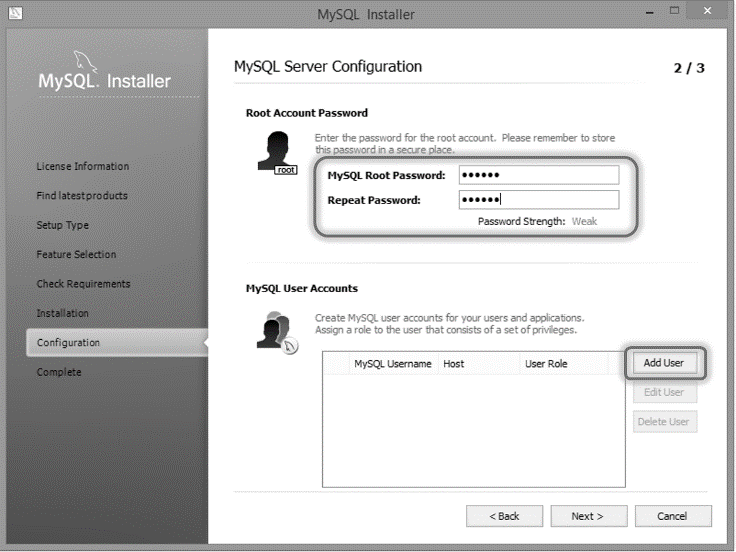 MySQL Installer
MySQL. Installer
License Information
Find latestproducts
Setup Type
Feature Selection
Check Requirements
Installation
Configuration
Complete
MySQL Server Configuration
2 / 3
Root Account Password
Enter the password for the root account. Please remember to store
this password in a secure place.
root
MySQL Root Password: ••••••
Repeat Password: ••••••
Password Strength: Weak
MySQL User Accounts
Create MySQL user accounts for your users and applications.
Assign a role to the user that consists of a set of privileges.
MySQL Username Host User Role
Add User
Edit User
Delete User
< Back Next > Cancel